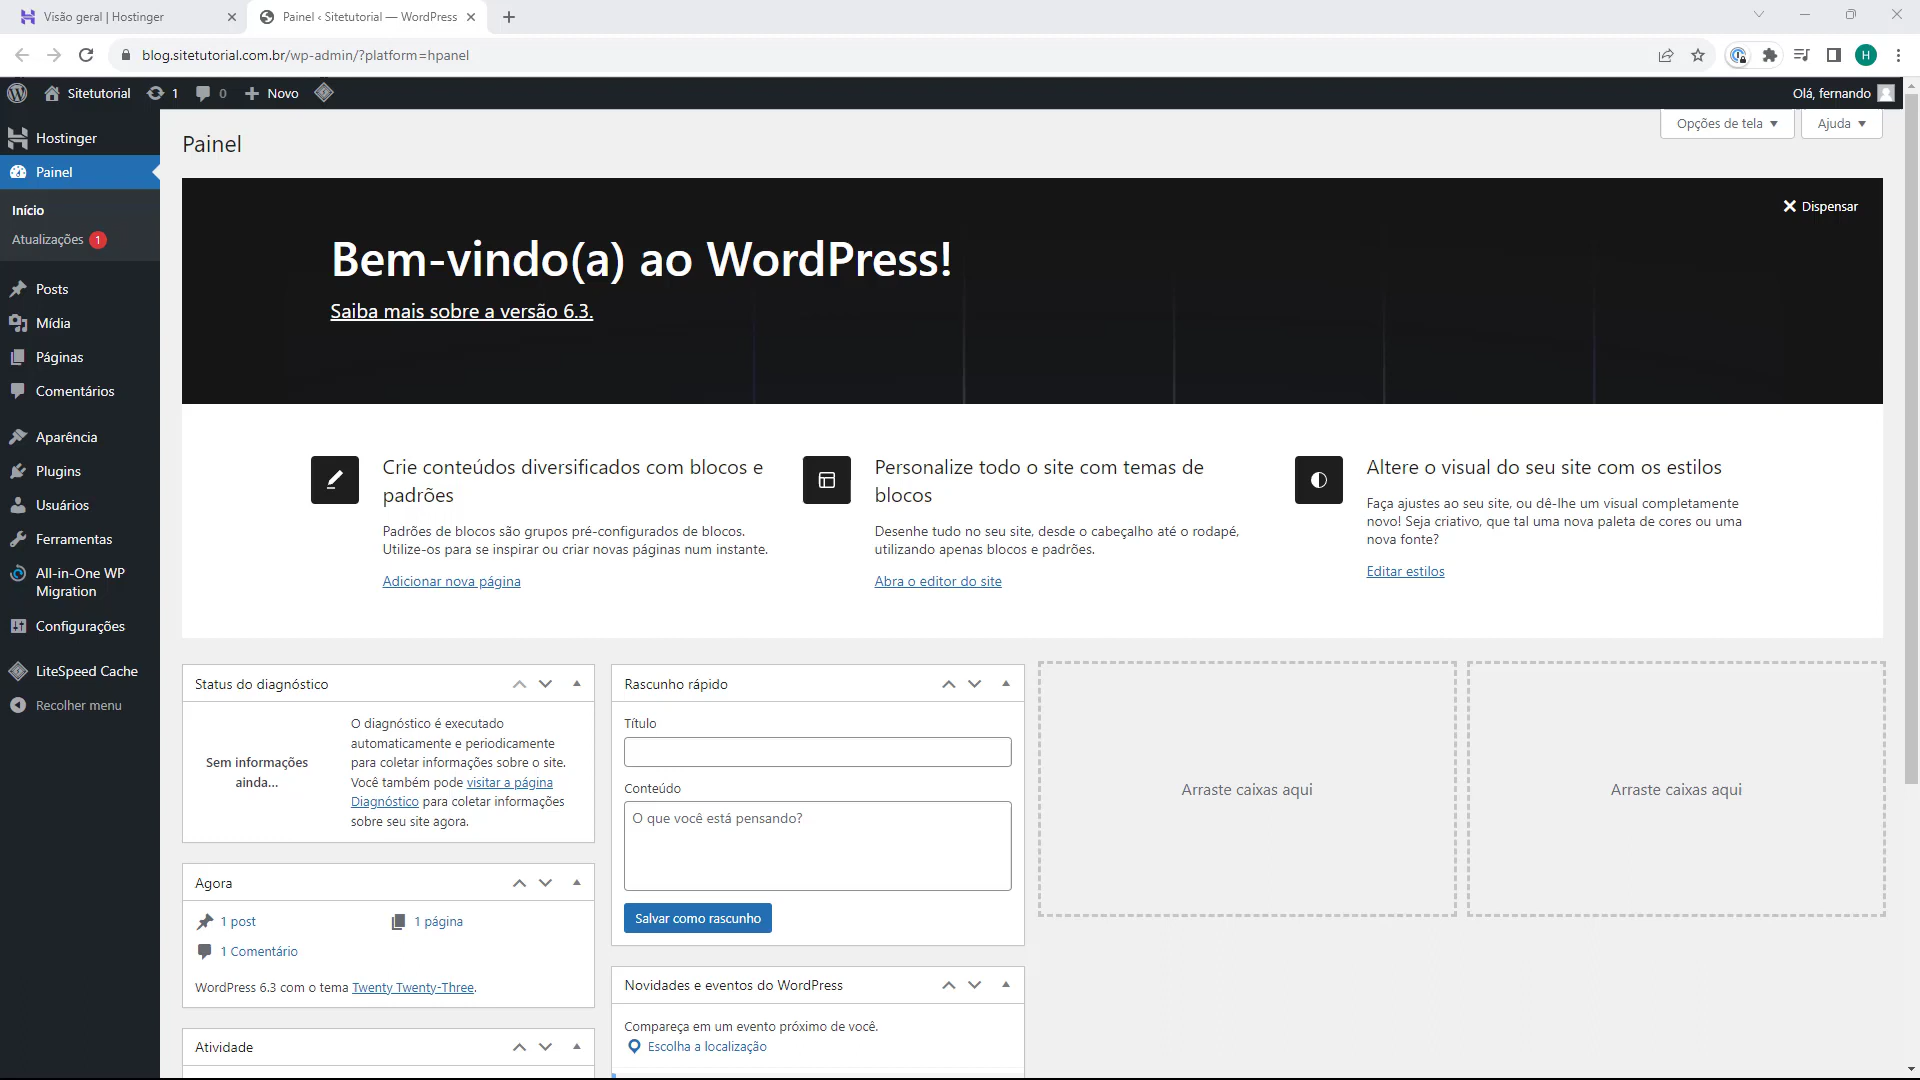 Visão geral | Hostinger
Painel ‹ Sitetutorial — WordPress
blog.sitetutorial.com.br/wp-admin/?platform=hpanel
H
Sitetutorial
1
0
Novo
Olá, fernando
Hostinger
Painel
Início
Atualizações 1
Posts
Mídia
Páginas
Comentários
Aparência
Plugins
Usuários
Ferramentas
All-in-One WP
Migration
Configurações
LiteSpeed Cache
Recolher menu
Painel
Opções de tela
Ajuda
Dispensar
Bem-vindo(a) ao WordPress!
Saiba mais sobre a versão 6.3.
Crie conteúdos diversificados com blocos e
padrões
Padrões de blocos são grupos pré-configurados de blocos.
Utilize-os para se inspirar ou criar novas páginas num instante.
Adicionar nova página
Personalize todo o site com temas de
blocos
Desenhe tudo no seu site, desde o cabeçalho até o rodapé,
utilizando apenas blocos e padrões.
Abra o editor do site
Altere o visual do seu site com os estilos
Faça ajustes ao seu site, ou dê-lhe um visual completamente
novo! Seja criativo, que tal uma nova paleta de cores ou uma
nova fonte?
Editar estilos
Status do diagnóstico
Sem informações
ainda...
O diagnóstico é executado
automaticamente e periodicamente
para coletar informações sobre o site.
Você também pode visitar a página
Diagnóstico para coletar informações
sobre seu site agora.
Agora
1 post
1 página
1 Comentário
WordPress 6.3 com o tema Twenty Twenty-Three.
Atividade
Rascunho rápido
Título
Conteúdo
O que você está pensando?
Salvar como rascunho
Novidades e eventos do WordPress
Compareça em um evento próximo de você.
Escolha a localização
Arraste caixas aqui
Arraste caixas aqui